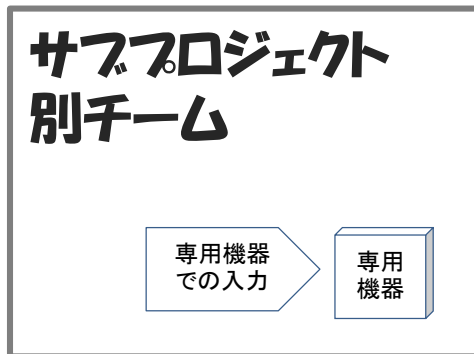 サブプロジェクト
別チーム
専用機器
での入力
専用
機器